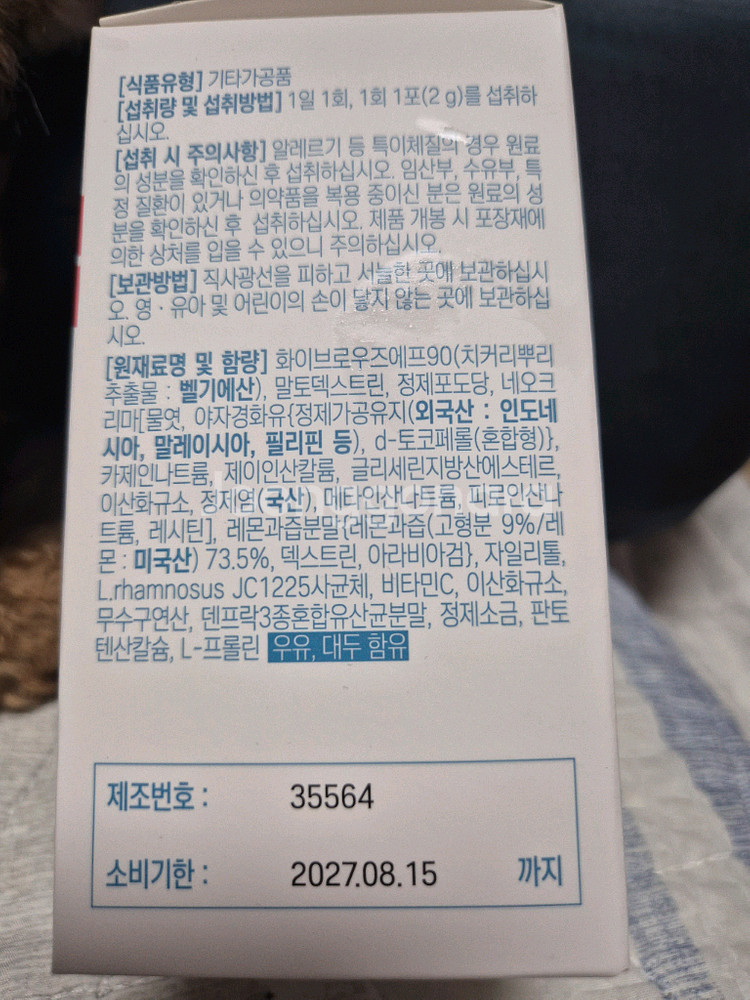 [식품유형] 기타가공품
[섭취량 및 섭취방법] 1일 1회, 1회 1포(2 g)를 섭취하
십시오.
[섭취 시 주의사항] 알레르기 등 특이체질의 경우 원료
의 성분을 확인하신 후 섭취하십시오. 임산부, 수유부, 특
정 질환이 있거나 의약품을 복용 중이신 분은 원료의 성
분을 확인하신 후 섭취하십시오. 제품 개봉 시 포장재에
의한 상처를 입을 수 있으니 주의하십시오.
[보관방법] 직사광선을 피하고 서늘한 곳에 보관하십시
오. 영·유아 및 어린이의 손이 닿지 않는 곳에 보관하십
시오.
[원재료명 및 함량] 화이브로우즈에프90(치커리뿌리
추출물 : 벨기에산), 말토덱스트린, 정제포도당, 네오크
리마[물엿, 야자경화유{정제가공유지(외국산 : 인도네
시아, 말레이시아, 필리핀 등), d-토코페롤(혼합형)},
카제인나트륨, 제이인산칼륨, 글리세린지방산에스테르,
이산화규소, 정제염(국산), 메타인산나트륨, 피로인산나
트륨, 레시틴], 레몬과즙분말{레몬과즙(고형분 9%/레
몬 : 미국산) 73.5%, 덱스트린, 아라비아검}, 자일리톨,
L.rhamnosus JC1225사균체, 비타민C, 이산화규소,
무수구연산, 덴프락3종혼합유산균분말, 정제소금, 판토
텐산칼슘, L-프롤린 우유, 대두 함유
제조번호 : 35564
소비기한 : 2027.08.15 까지